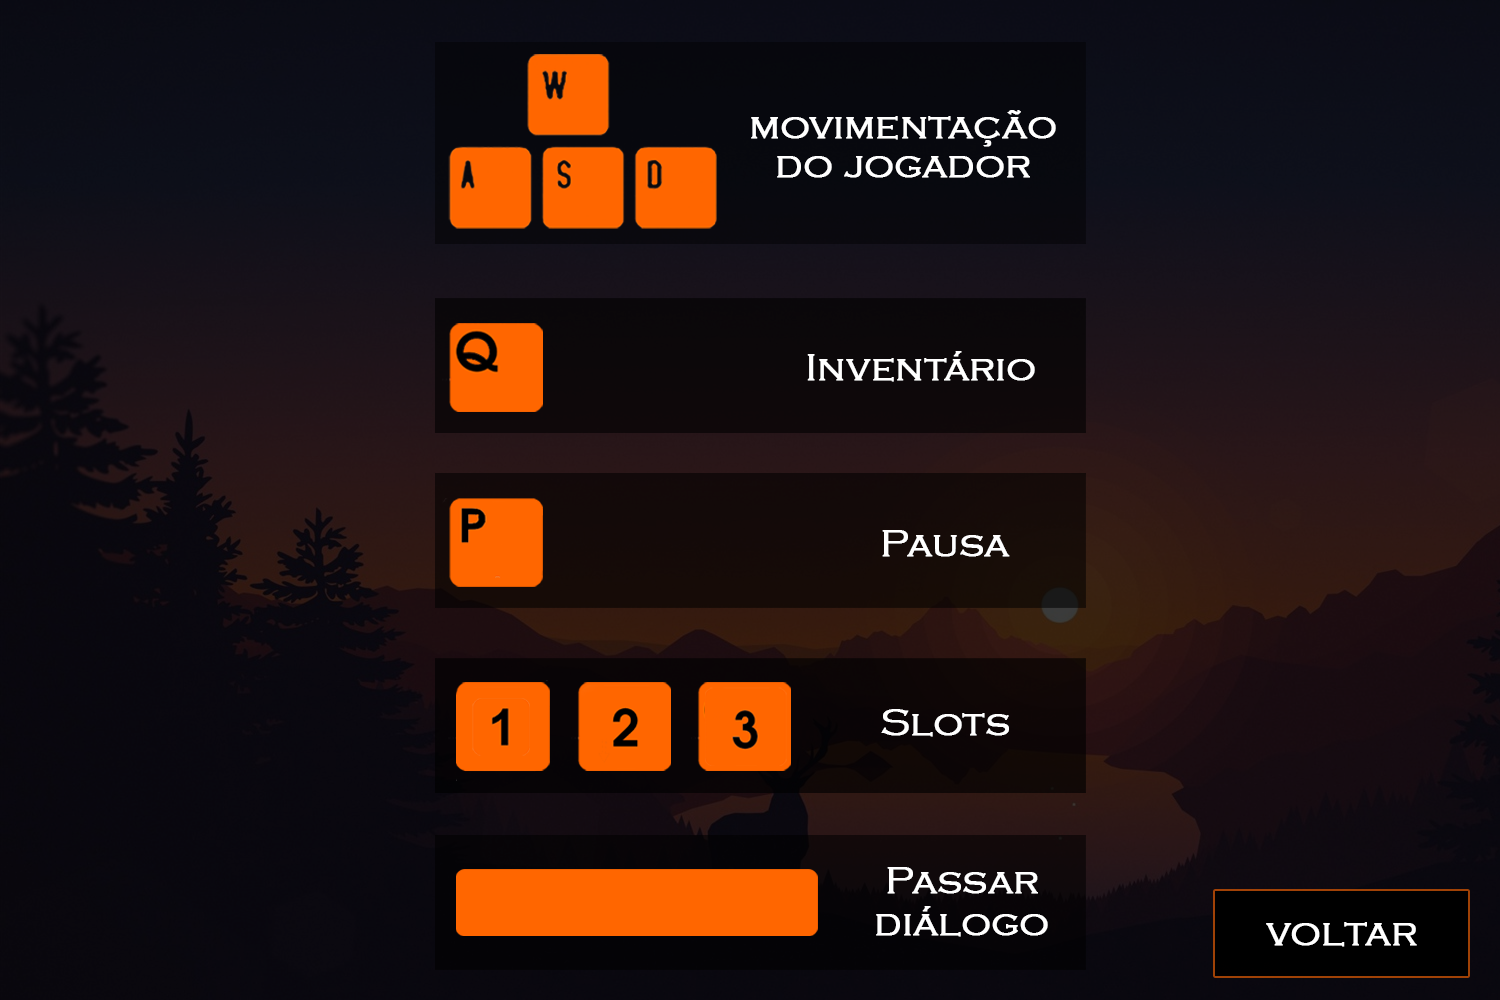 W
A S D
MOVIMENTAÇÃO
DO JOGADOR
Q
INVENTÁRIO
P
PAUSA
1 2 3
SLOTS
PASSAR
DIÁLOGO
VOLTAR